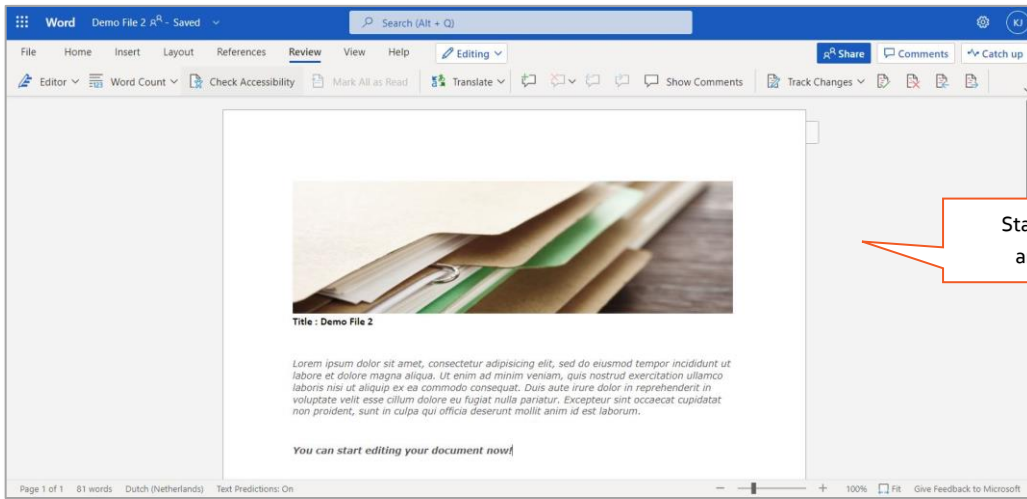 Word Demo File 2 - Saved Search (Alt + Q) KJ
File Home Insert Layout References Review View Help Editing Share Comments Catch up
Editor Word Count Check Accessibility Mark All as Read Translate Show Comments Track Changes
Sta
a
Title : Demo File 2
Lorem ipsum dolor sit amet, consectetur adipisicing elit, sed do eiusmod tempor incididunt ut
labore et dolore magna aliqua. Ut enim ad minim veniam, quis nostrud exercitation ullamco
laboris nisi ut aliquip ex ea commodo consequat. Duis aute irure dolor in reprehenderit in
voluptate velit esse cillum dolore eu fugiat nulla pariatur. Excepteur sint occaecat cupidatat
non proident, sunt in culpa qui officia deserunt mollit anim id est laborum.
You can start editing your document now!
Page 1 of 1 81 words Dutch (Netherlands) Text Predictions: On 100% Fit Give Feedback to Microsoft